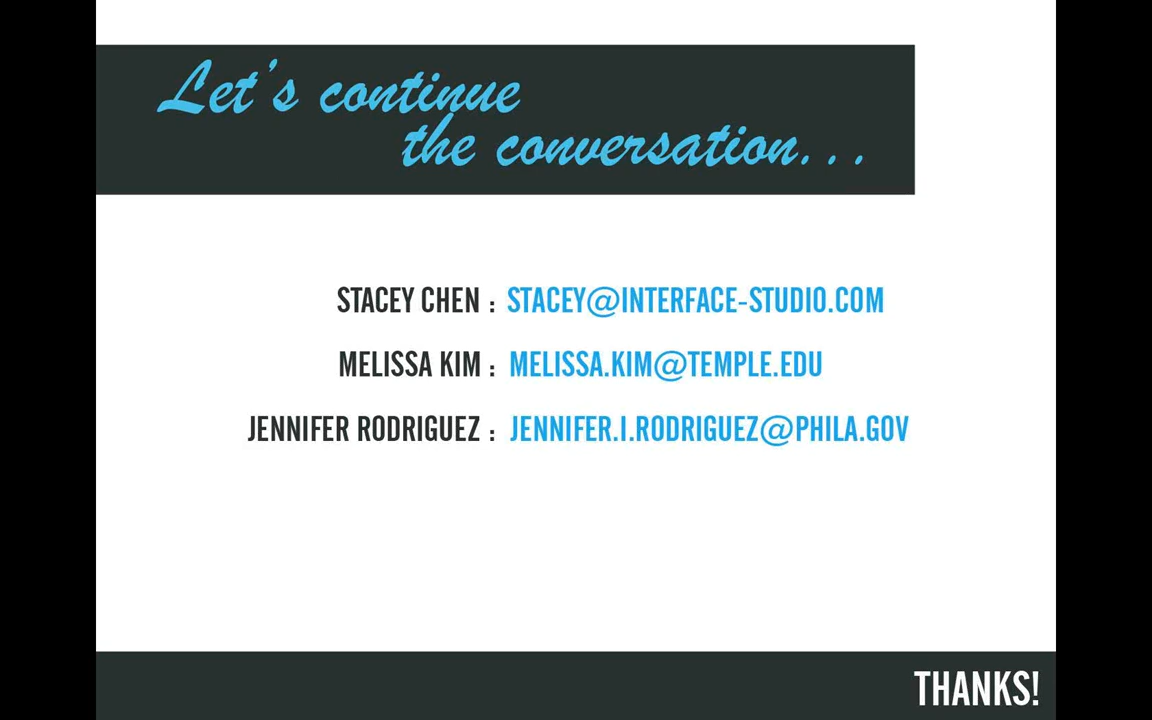 Let's continue
the conversation...
STACEY CHEN : STACEY@INTERFACE-STUDIO.COM
MELISSA KIM : MELISSA.KIM@TEMPLE.EDU
JENNIFER RODRIGUEZ : JENNIFER.I.RODRIGUEZ@PHILA.GOV
THANKS!